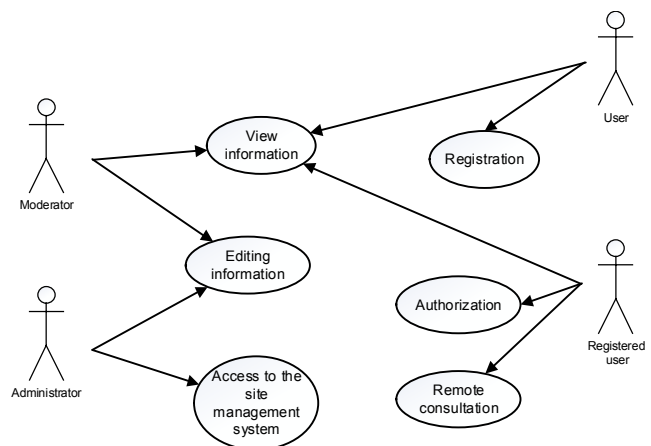 User
View
information
Registration
Moderator
Editing
information
Authorization
Registered
user
Administrator
Access to the
site
management
system
Remote
consultation